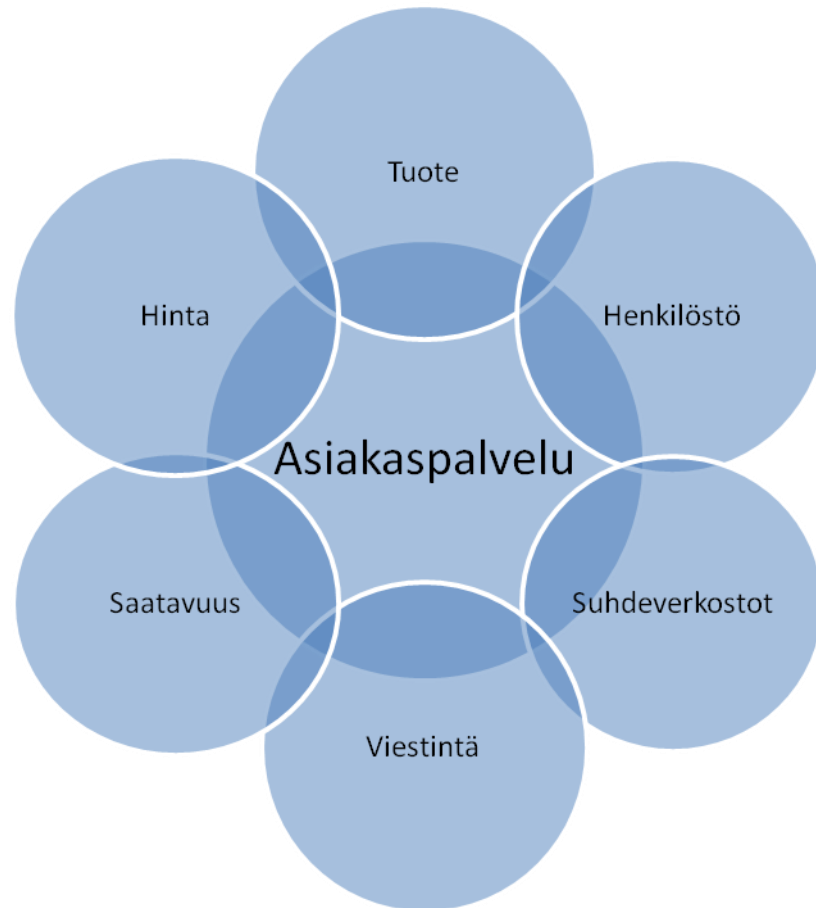 Tuote
Hinta
Henkilöstö
Asiakaspalvelu
Saatavuus
Suhdeverkostot
Viestintä